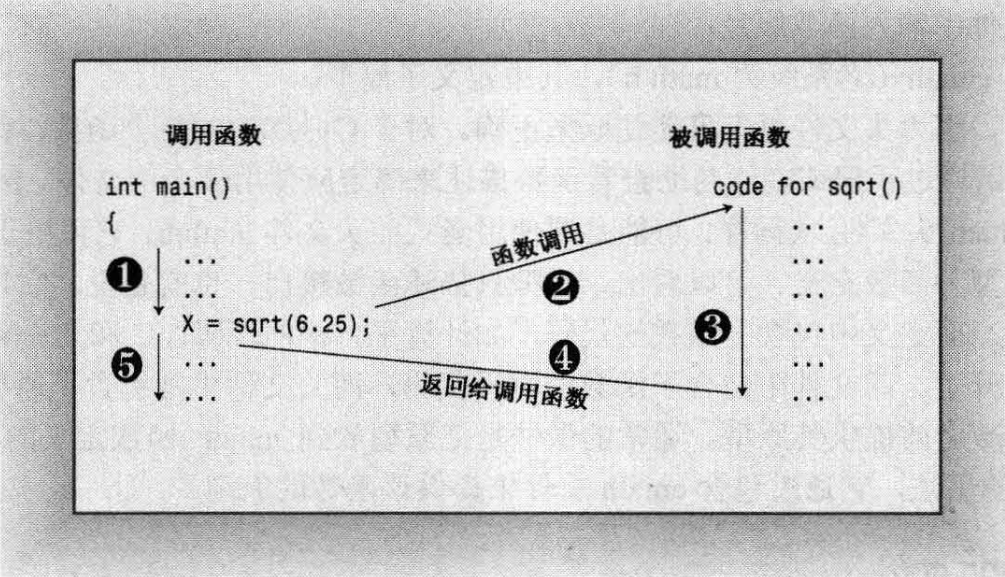 调用函数
int main()
{
...
...
X = sqrt(6.25);
...
...
❶
❺
函数调用
❷
❹
返回给调用函数
被调用函数
code for sqrt()
...
...
...
...
...
...
❸